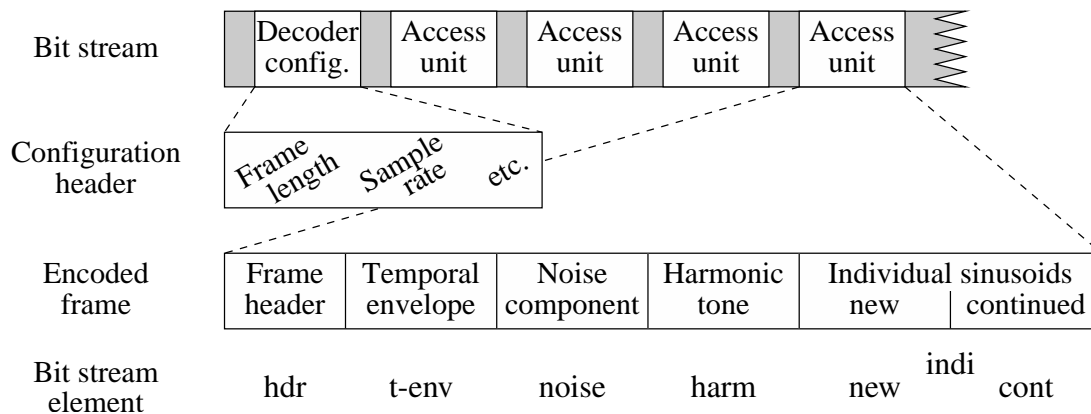 Bit stream
Decoder config.
Access unit
Access unit
Access unit
Access unit
Configuration header
Frame length
Sample rate
etc.
Encoded frame
Frame header
Temporal envelope
Noise component
Harmonic tone
Individual sinusoids
new
continued
Bit stream element
hdr
t-env
noise
harm
new
indi
cont